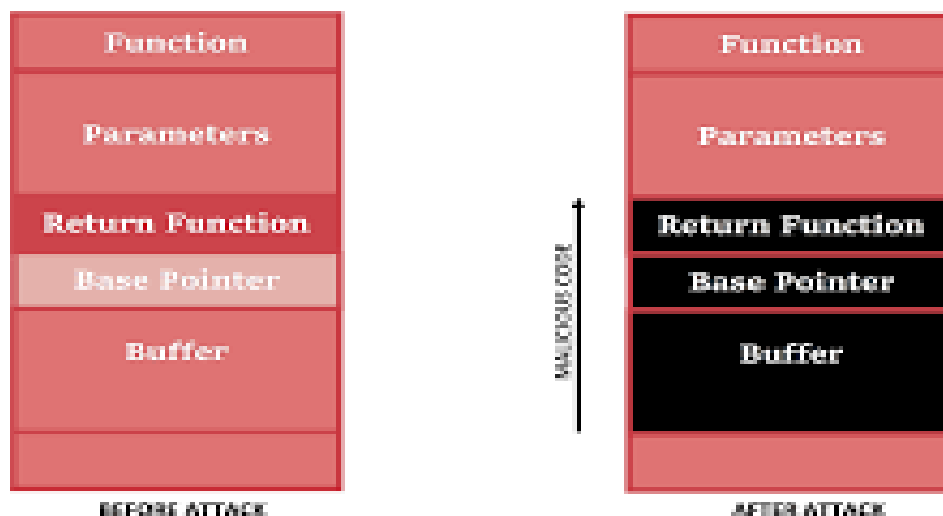 Function
Parameters
Return Function
Base Pointer
Buffer
BEFORE ATTACK
MALICIOUS CODE
Function
Parameters
Return Function
Base Pointer
Buffer
AFTER ATTACK